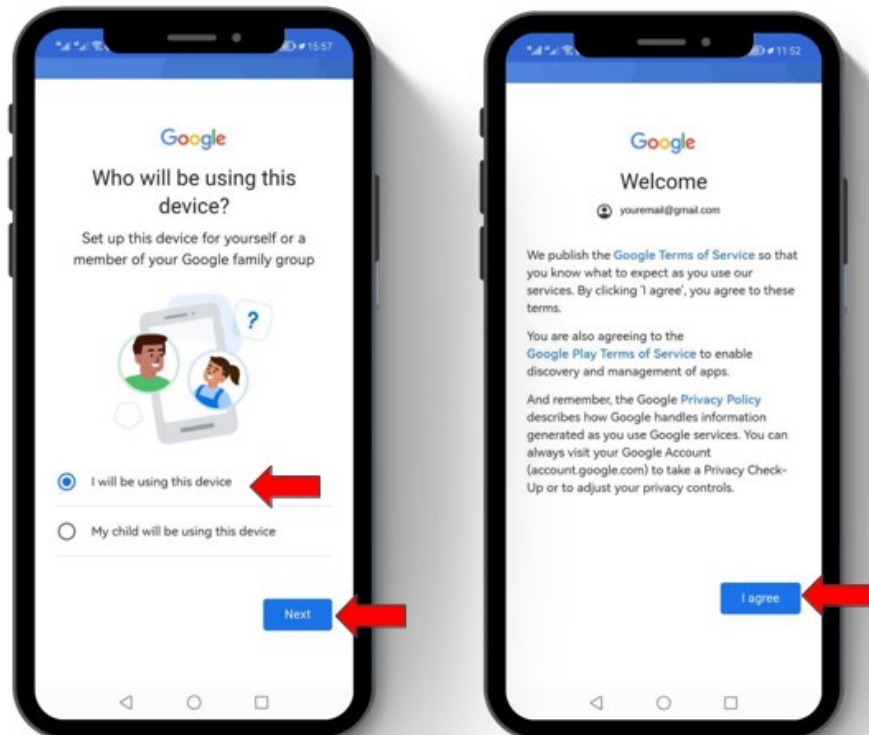 15:57
Google
Who will be using this
device?
Set up this device for yourself or a
member of your Google family group
?
I will be using this device
My child will be using this device
Next
11:52
Google
Welcome
youremail@gmail.com
We publish the Google Terms of Service so that
you know what to expect as you use our
services. By clicking 'I agree', you agree to these
terms.
You are also agreeing to the
Google Play Terms of Service to enable
discovery and management of apps.
And remember, the Google Privacy Policy
describes how Google handles information
generated as you use Google services. You can
always visit your Google Account
(account.google.com) to take a Privacy Check-
Up or to adjust your privacy controls.
I agree